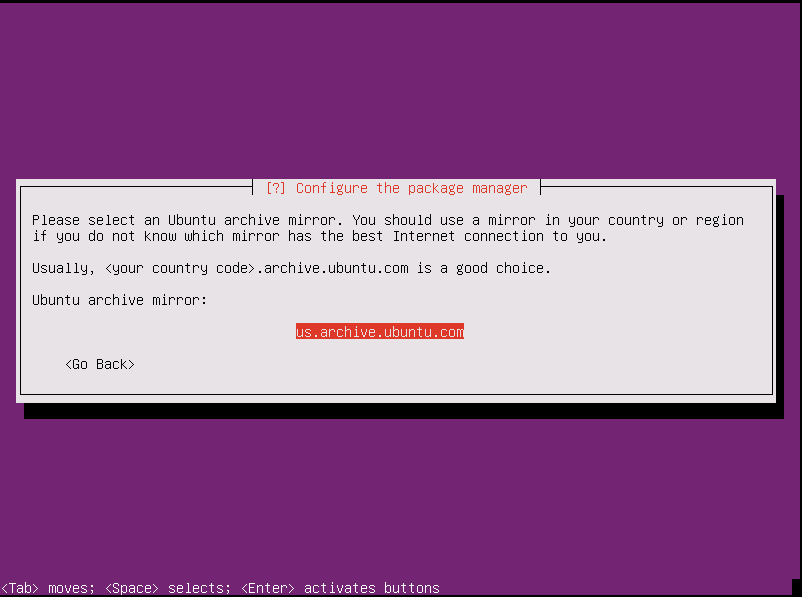 [?] Configure the package manager
Please select an Ubuntu archive mirror. You should use a mirror in your country or region
if you do not know which mirror has the best Internet connection to you.
Usually, <your country code>.archive.ubuntu.com is a good choice.
Ubuntu archive mirror:
us.archive.ubuntu.com
<Go Back>
<Tab> moves; <Space> selects; <Enter> activates buttons